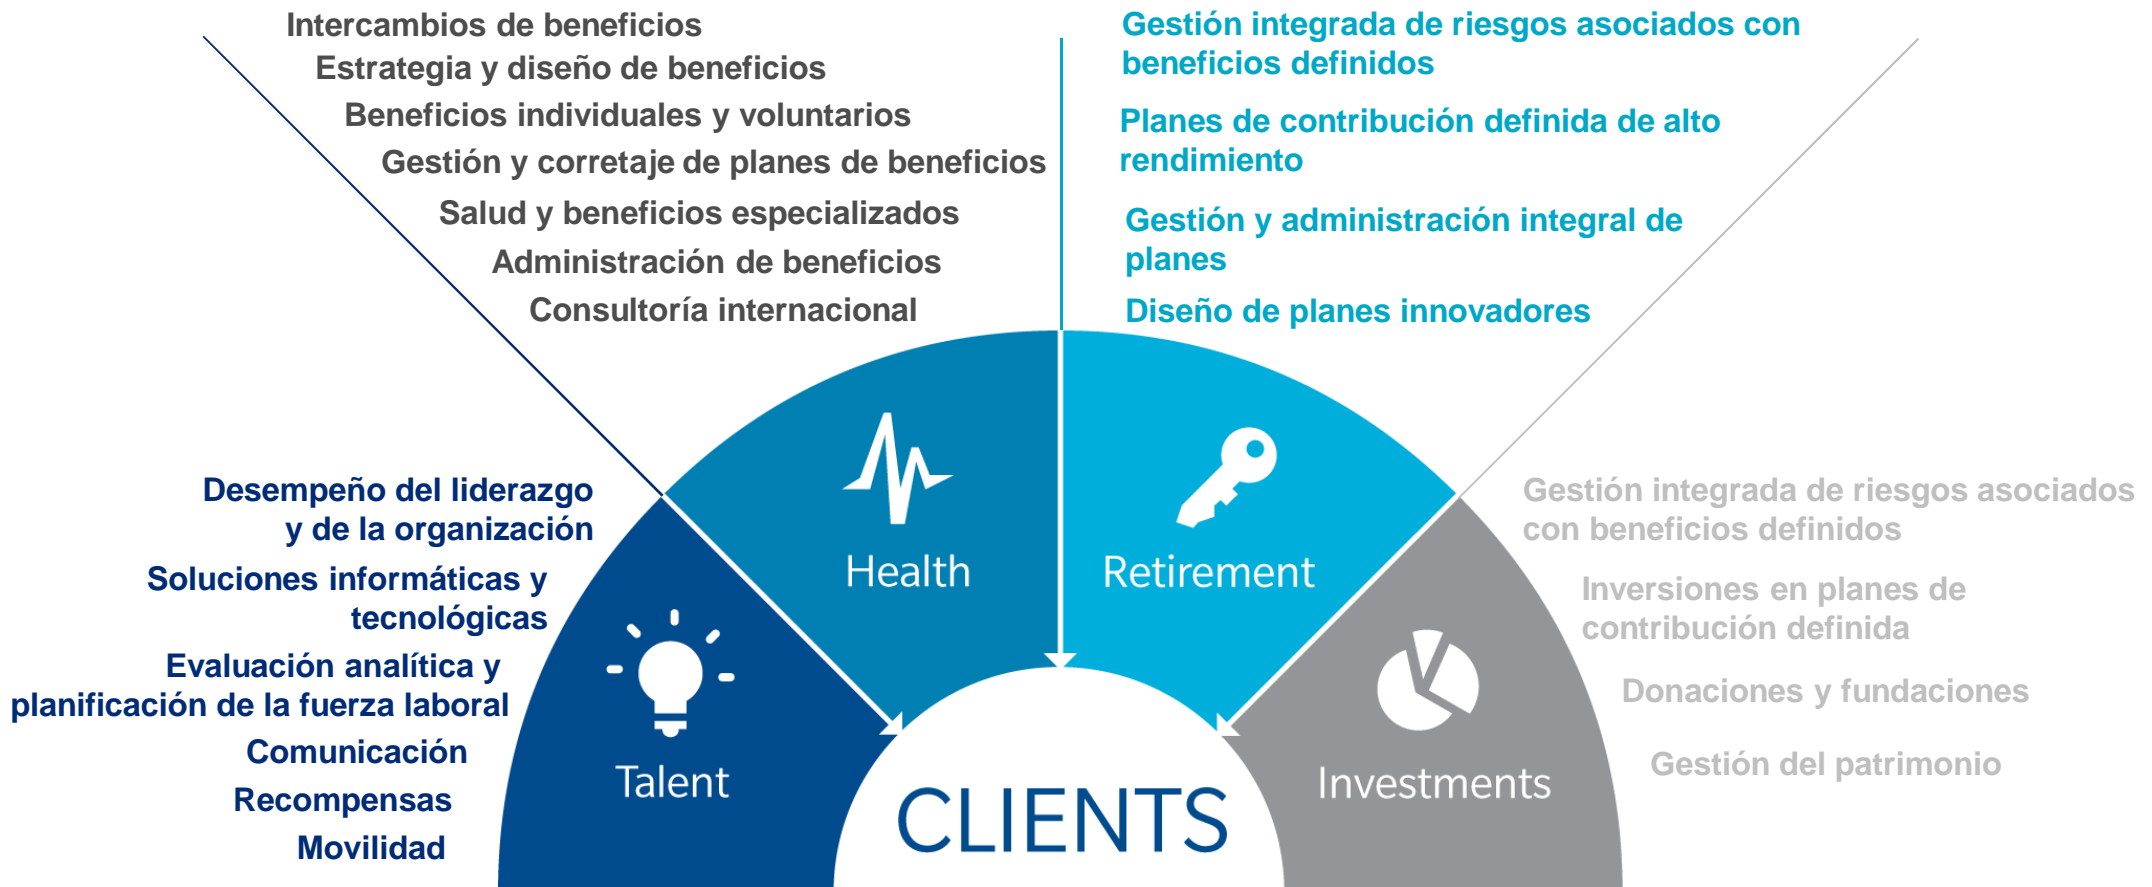 Intercambios de beneficios
Estrategia y diseño de beneficios
Beneficios individuales y voluntarios
Gestión y corretaje de planes de beneficios
Salud y beneficios especializados
Administración de beneficios
Consultoría internacional
Gestión integrada de riesgos asociados con
beneficios definidos
Planes de contribución definida de alto
rendimiento
Gestión y administración integral de
planes
Diseño de planes innovadores
Desempeño del liderazgo
y de la organización
Soluciones informáticas y
tecnológicas
Evaluación analítica y
planificación de la fuerza laboral
Comunicación
Recompensas
Movilidad
Talent
Health
Retirement
Investments
CLIENTS
Gestión integrada de riesgos asociados
con beneficios definidos
Inversiones en planes de
contribución definida
Donaciones y fundaciones
Gestión del patrimonio